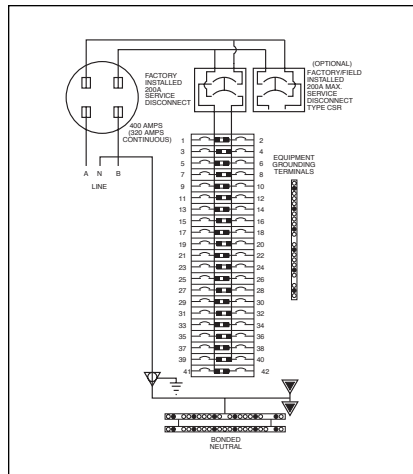 (OPTIONAL)
FACTORY
INSTALLED
200A
SERVICE
DISCONNECT
FACTORY/FIELD
INSTALLED
200A MAX.
SERVICE
DISCONNECT
TYPE CSR
400 AMPS
(320 AMPS
CONTINUOUS)
A N B
LINE
EQUIPMENT
GROUNDING
TERMINALS
1 2
3 4
5 6
7 8
9 10
11 12
13 14
15 16
17 18
19 20
21 22
23 24
25 26
27 28
29 30
31 32
33 34
35 36
37 38
39 40
41 42
BONDED
NEUTRAL